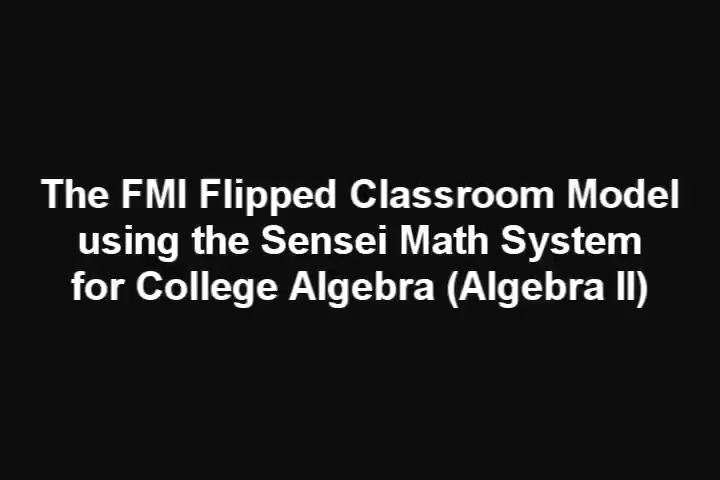 The FMI Flipped Classroom Model
using the Sensei Math System
for College Algebra (Algebra II)